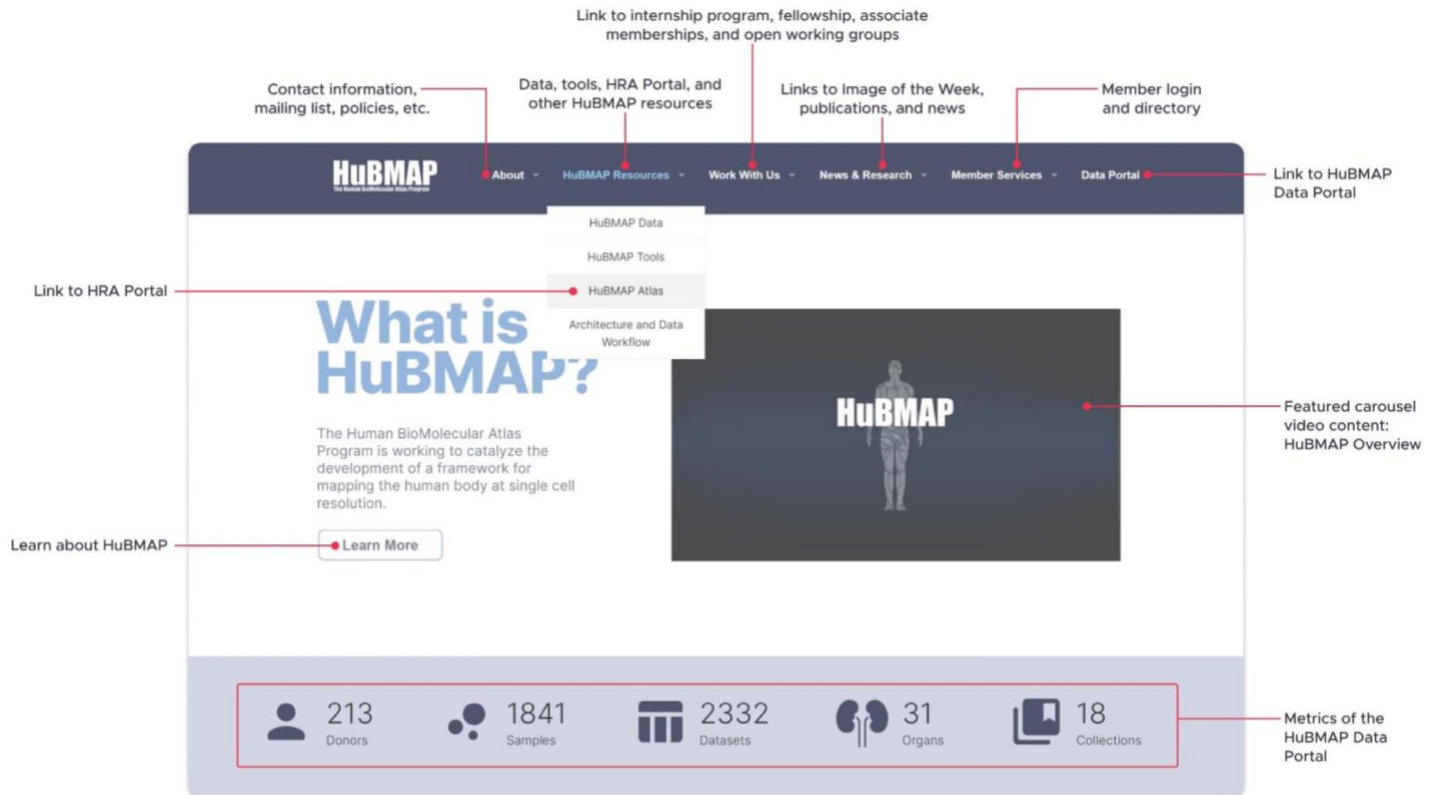 Link to internship program, fellowship, associate
memberships, and open working groups
Contact information,
mailing list, policies, etc.
Data, tools, HRA Portal, and
other HuBMAP resources
Links to Image of the Week,
publications, and news
Member login
and directory
HuBMAP
The Human BioMolecular Atlas Program
About
HuBMAP Resources
Work With Us
News & Research
Member Services
Data Portal
Link to HuBMAP
Data Portal
HuBMAP Data
HuBMAP Tools
HuBMAP Atlas
Architecture and Data
Workflow
Link to HRA Portal
What is
HuBMAP?
The Human BioMolecular Atlas
Program is working to catalyze the
development of a framework for
mapping the human body at single cell
resolution.
Learn about HuBMAP
Learn More
HuBMAP
Featured carousel
video content:
HuBMAP Overview
213
Donors
1841
Samples
2332
Datasets
31
Organs
18
Collections
Metrics of the
HuBMAP Data
Portal